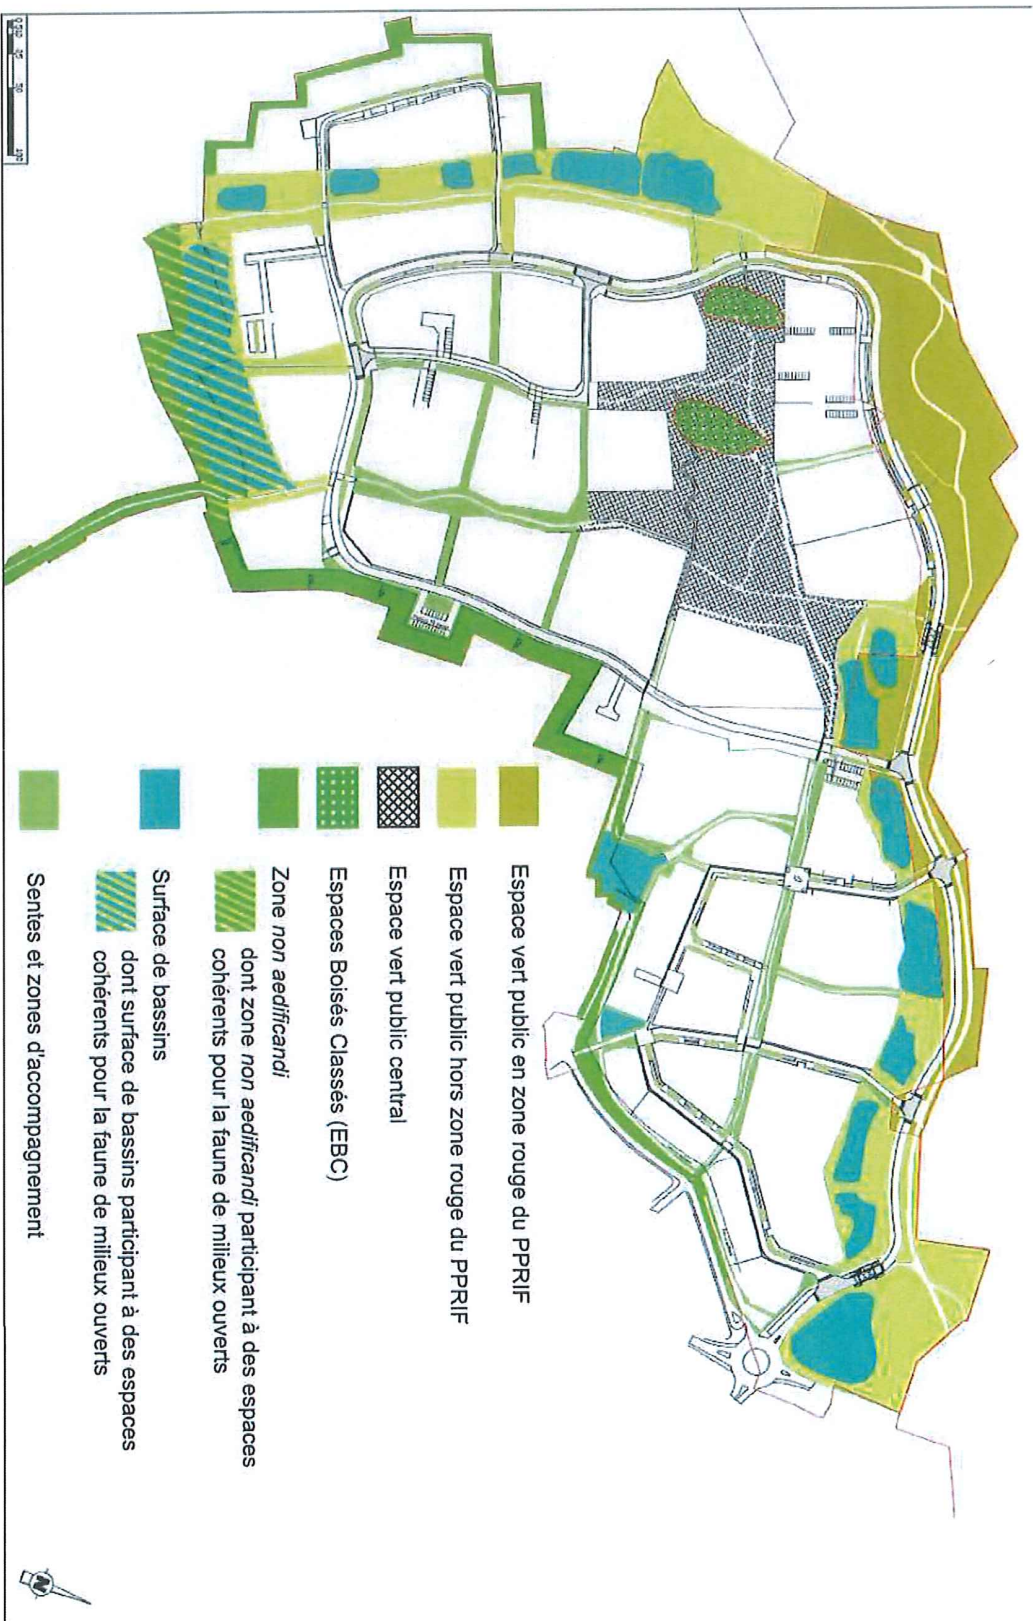 Espace vert public en zone rouge du PPRIF
Espace vert public hors zone rouge du PPRIF
Espace vert public central
Espaces Boisés Classés (EBC)
Zone non aedificandi
dont zone non aedificandi participant à des espaces
cohérents pour la faune de milieux ouverts
Surface de bassins
dont surface de bassins participant à des espaces
cohérents pour la faune de milieux ouverts
Sentes et zones d'accompagnement
N